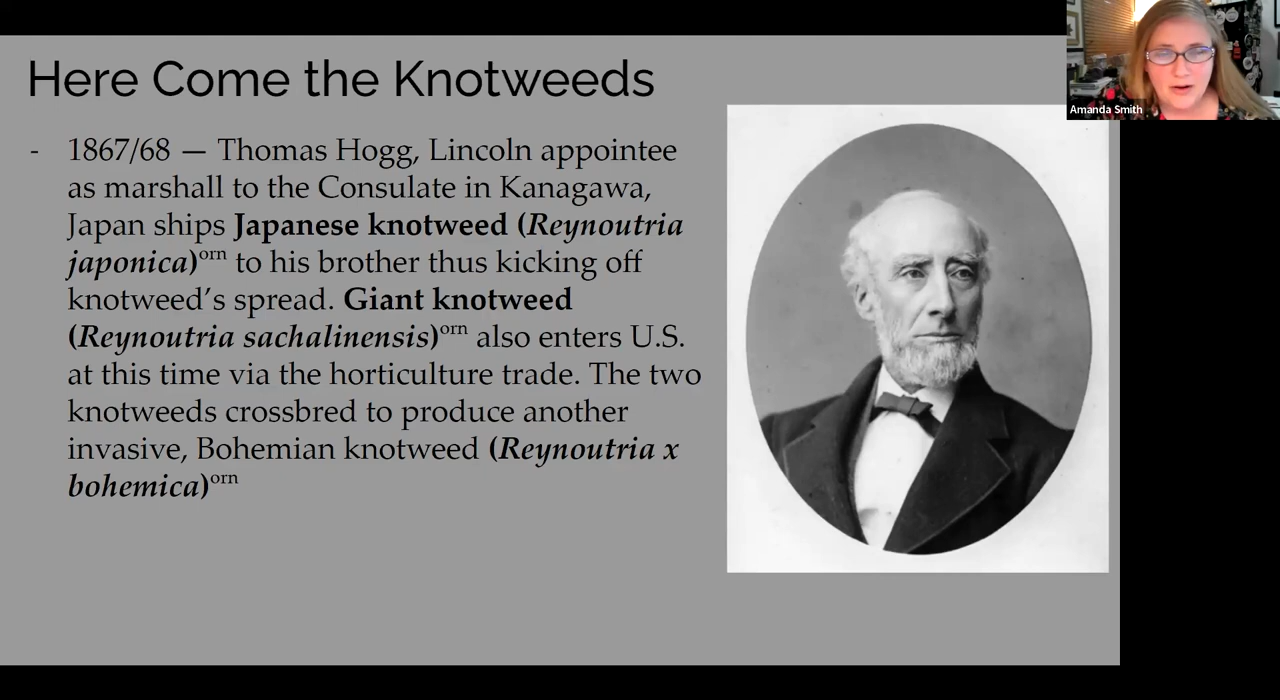 Here Come the Knotweeds
Amanda Smith
- 1867/68 — Thomas Hogg, Lincoln appointee
as marshall to the Consulate in Kanagawa,
Japan ships Japanese knotweed (Reynoutria
japonica)orn to his brother thus kicking off
knotweed’s spread. Giant knotweed
(Reynoutria sachalinensis)orn also enters U.S.
at this time via the horticulture trade. The two
knotweeds crossbred to produce another
invasive, Bohemian knotweed (Reynoutria x
bohemica)orn